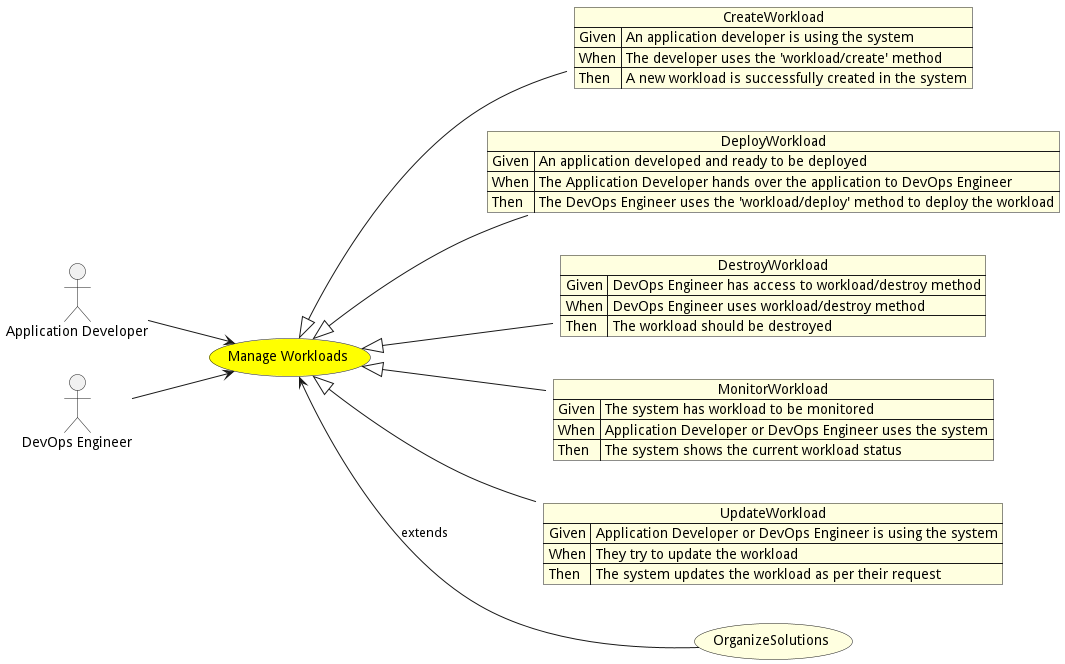 CreateWorkload
Given An application developer is using the system
When The developer uses the 'workload/create' method
Then A new workload is successfully created in the system
DeployWorkload
Given An application developed and ready to be deployed
When The Application Developer hands over the application to DevOps Engineer
Then The DevOps Engineer uses the 'workload/deploy' method to deploy the workload
DestroyWorkload
Given DevOps Engineer has access to workload/destroy method
When DevOps Engineer uses workload/destroy method
Then The workload should be destroyed
Application Developer
Manage Workloads
DevOps Engineer
MonitorWorkload
Given The system has workload to be monitored
When Application Developer or DevOps Engineer uses the system
Then The system shows the current workload status
UpdateWorkload
Given Application Developer or DevOps Engineer is using the system
When They try to update the workload
Then The system updates the workload as per their request
extends
OrganizeSolutions